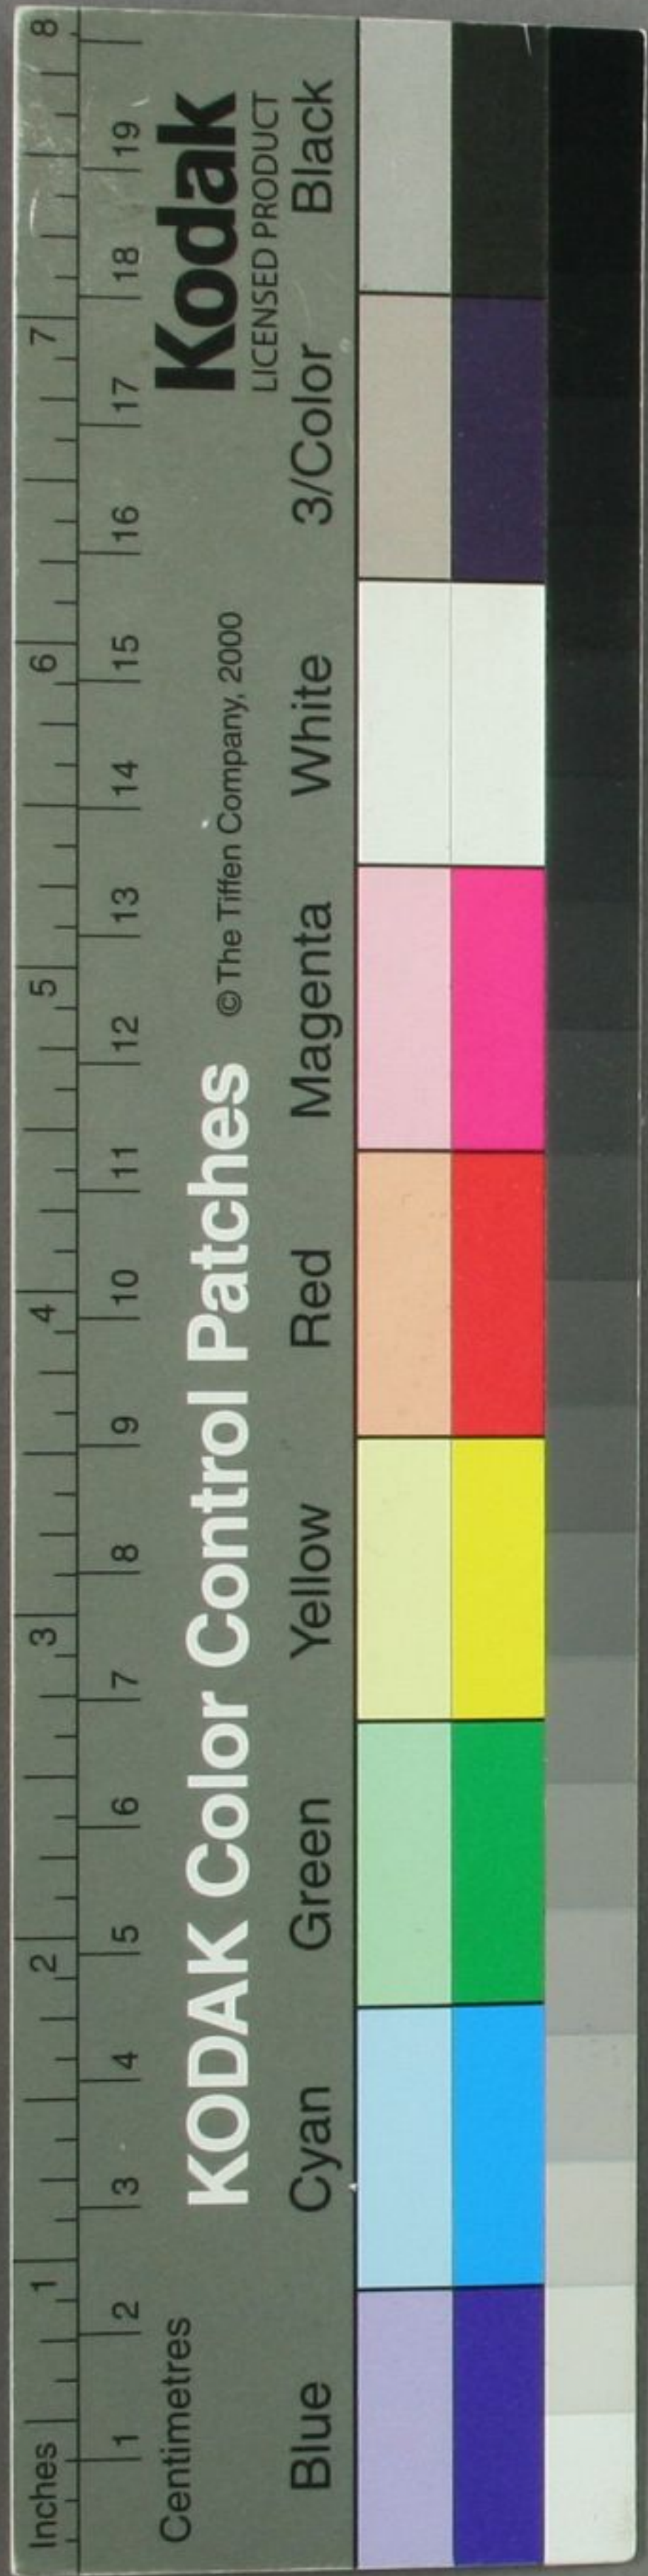 Inches 1 2 3 4 5 6 7 8
1 2 3 4 5 6 7 8 9 10 11 12 13 14 15 16 17 18 19
Centimetres
KODAK Color Control Patches © The Tiffen Company, 2000 Kodak
LICENSED PRODUCT
Blue Cyan Green Yellow Red Magenta White 3/Color Black